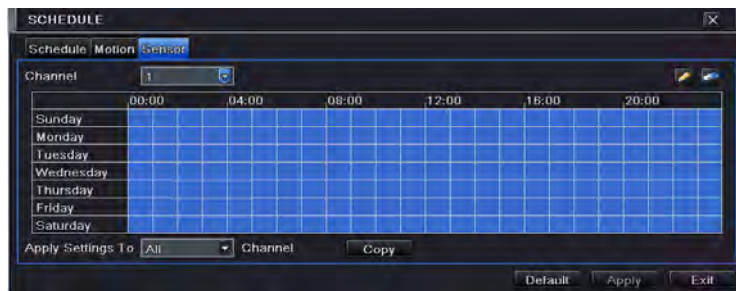 SCHEDULE
Schedule Motion Sensor
Channel 1
00:00 04:00 08:00 12:00 16:00 20:00
Sunday
Monday
Tuesday
Wednesday
Thursday
Friday
Saturday
Apply Settings To All Channel Copy
Default Apply Exit